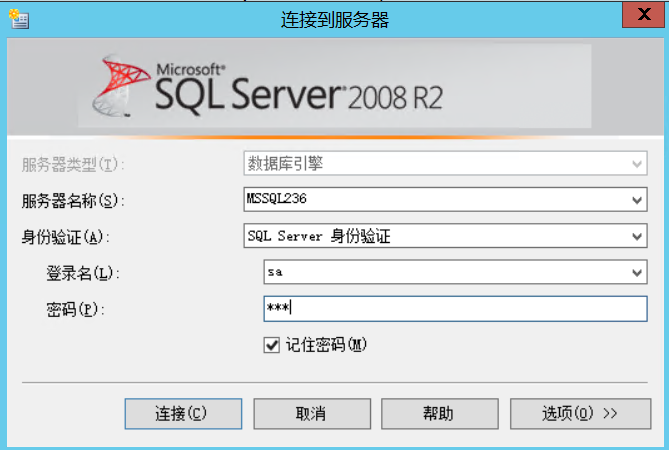 连接到服务器
X
Microsoft®
SQL Server® 2008 R2
服务器类型(T): 数据库引擎
服务器名称(S): MSSQL236
身份验证(A): SQL Server 身份验证
登录名(L): sa
密码(P): ***
记住密码(M)
连接(C) 取消 帮助 选项(O) >>